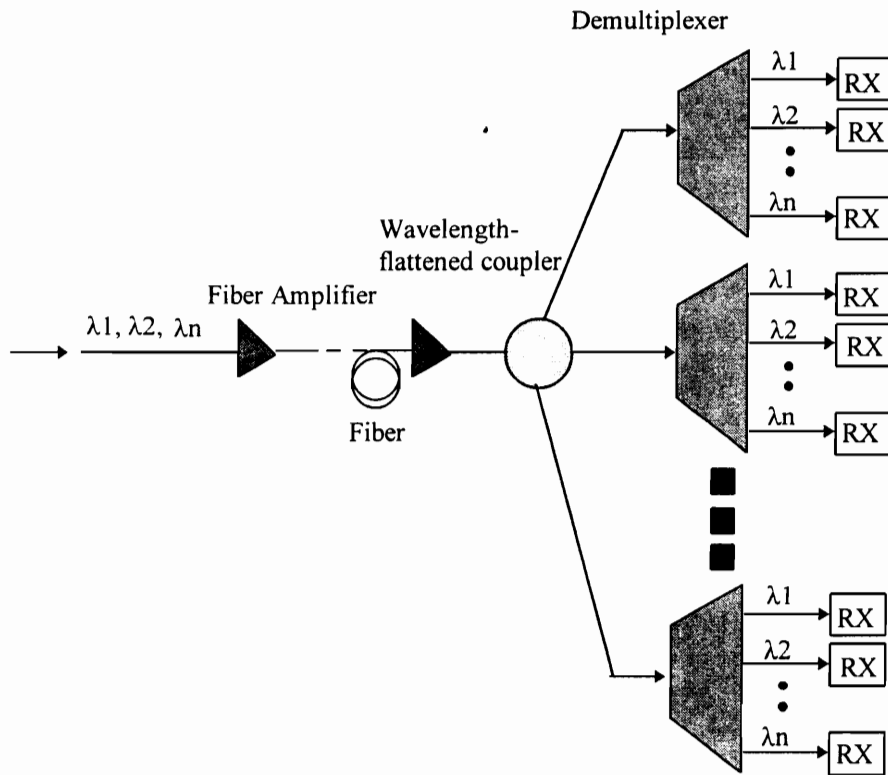 Demultiplexer
λ1
RX
λ2
RX
λn
RX
Wavelength-
flattened coupler
λ1
RX
Fiber Amplifier
λ1, λ2, λn
λ2
RX
Fiber
λn
RX
λ1
RX
λ2
RX
λn
RX